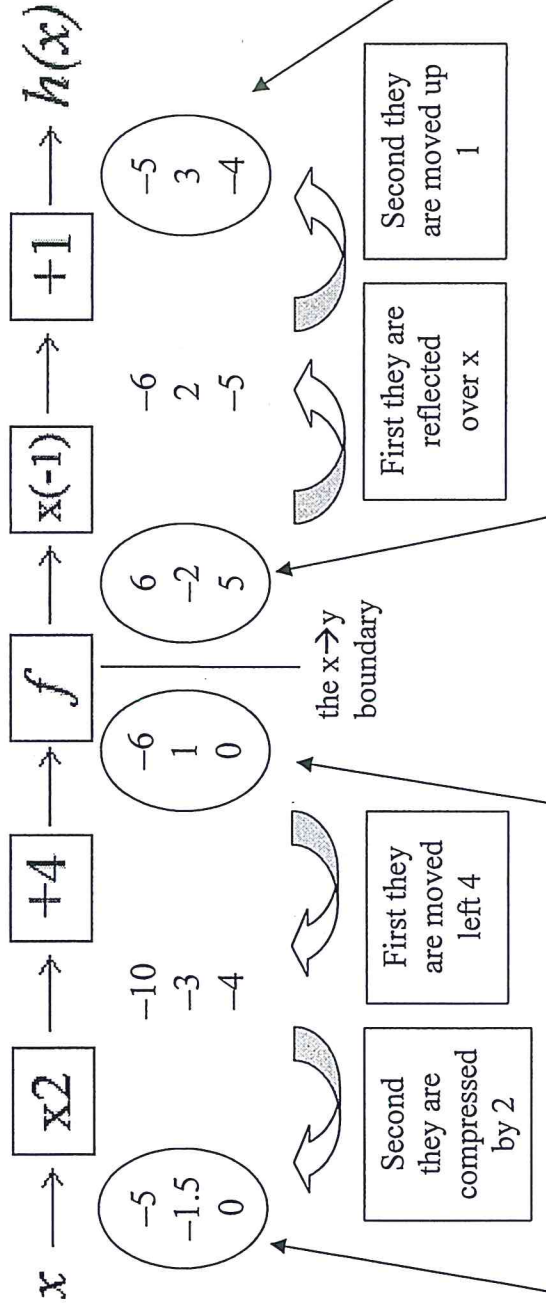 x → x2 → +4 → f → x(-1) → +1 → h(x)
−5 −10 −6 6 −6 −5
−1.5 −3 1 −2 2 3
0 −4 0 5 −5 −4
the x→y
boundary
Second
they are
compressed
by 2
First they
are moved
left 4
First they are
reflected
over x
Second they
are moved up
1